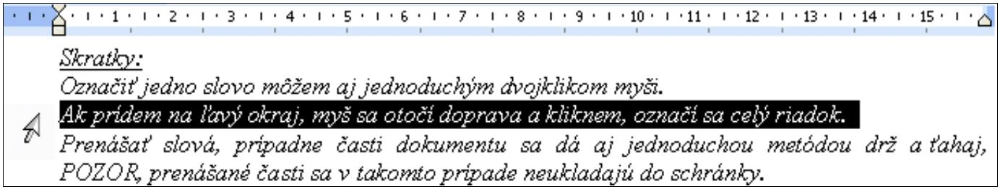 1 1 2 3 4 5 6 7 8 9 10 11 12 13 14 15
Skratky:
Označiť jedno slovo môžem aj jednoduchým dvojklikom myši.
Ak prídem na ľavý okraj, myš sa otočí doprava a kliknem, označí sa celý riadok.
Prenášať slová, prípadne časti dokumentu sa dá aj jednoduchou metódou drž a ťahaj,
POZOR, prenášané časti sa v takomto prípade neukladajú do schránky.